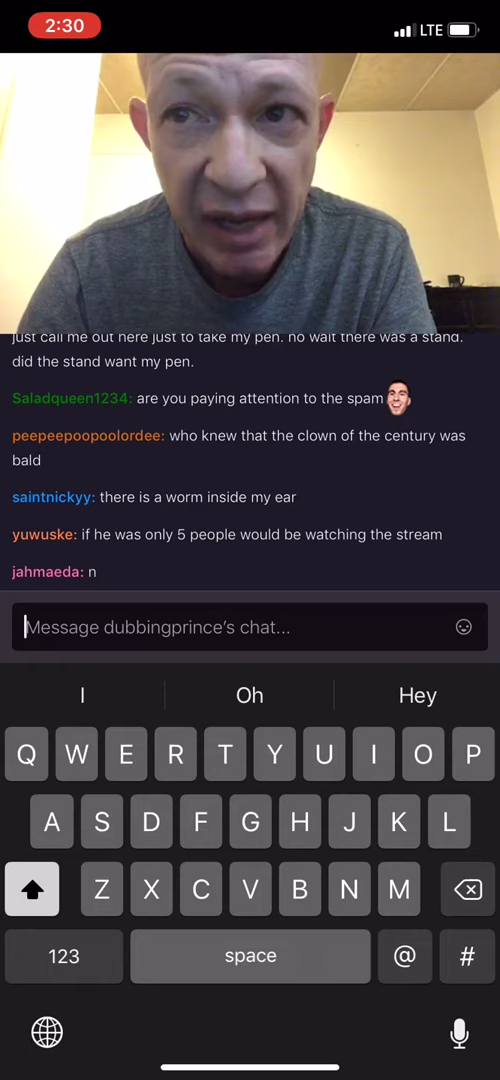 2:30
LTE
just call me out here just to take my pen. no wait there was a stand.
did the stand want my pen.
Saladqueen1234: are you paying attention to the spam
peepeepoopoolordee: who knew that the clown of the century was
bald
saintnickyy: there is a worm inside my ear
yuwuske: if he was only 5 people would be watching the stream
jahmaeda: n
Message dubbingprince's chat...
I Oh Hey
Q W E R T Y U I O P
A S D F G H J K L
Z X C V B N M
123 space @ #